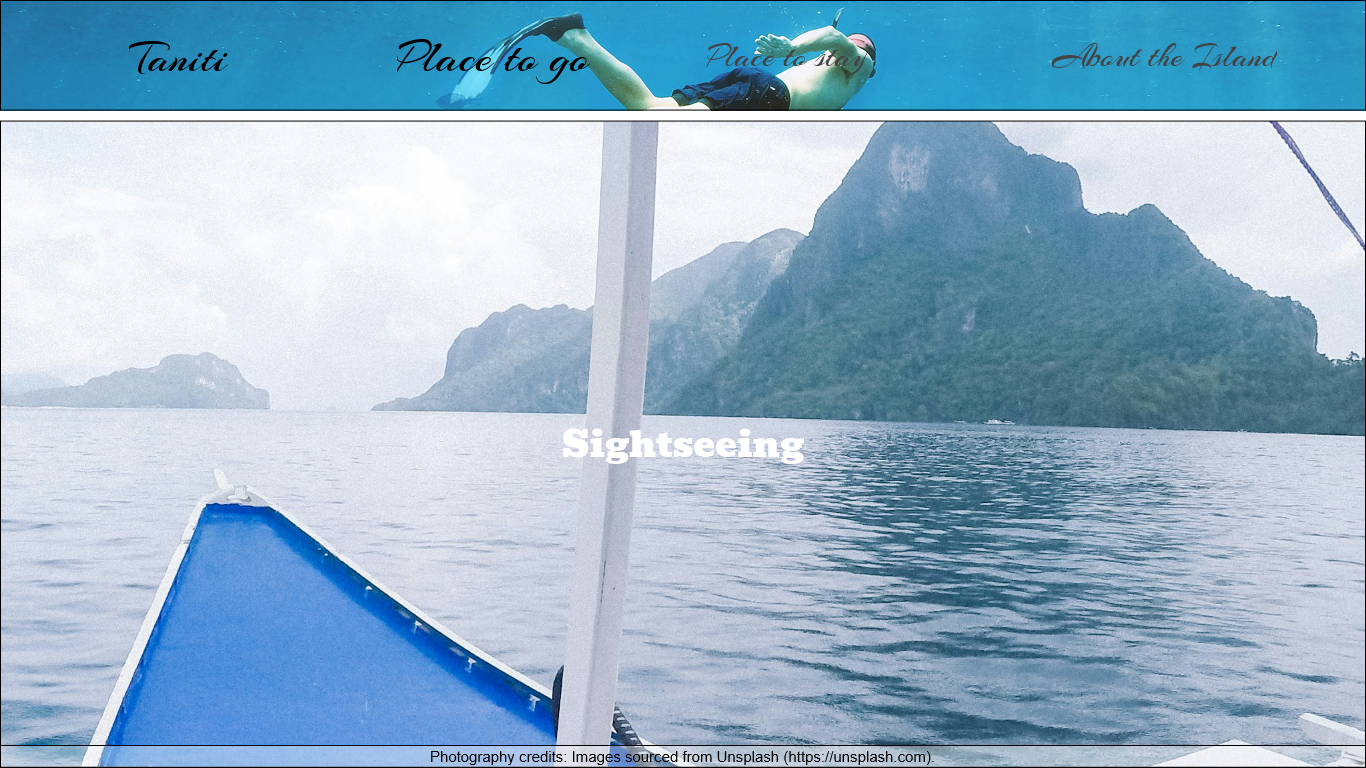 Taniti Place to go Place to stay About the Island
Sightseeing
Photography credits: Images sourced from Unsplash (https://unsplash.com).